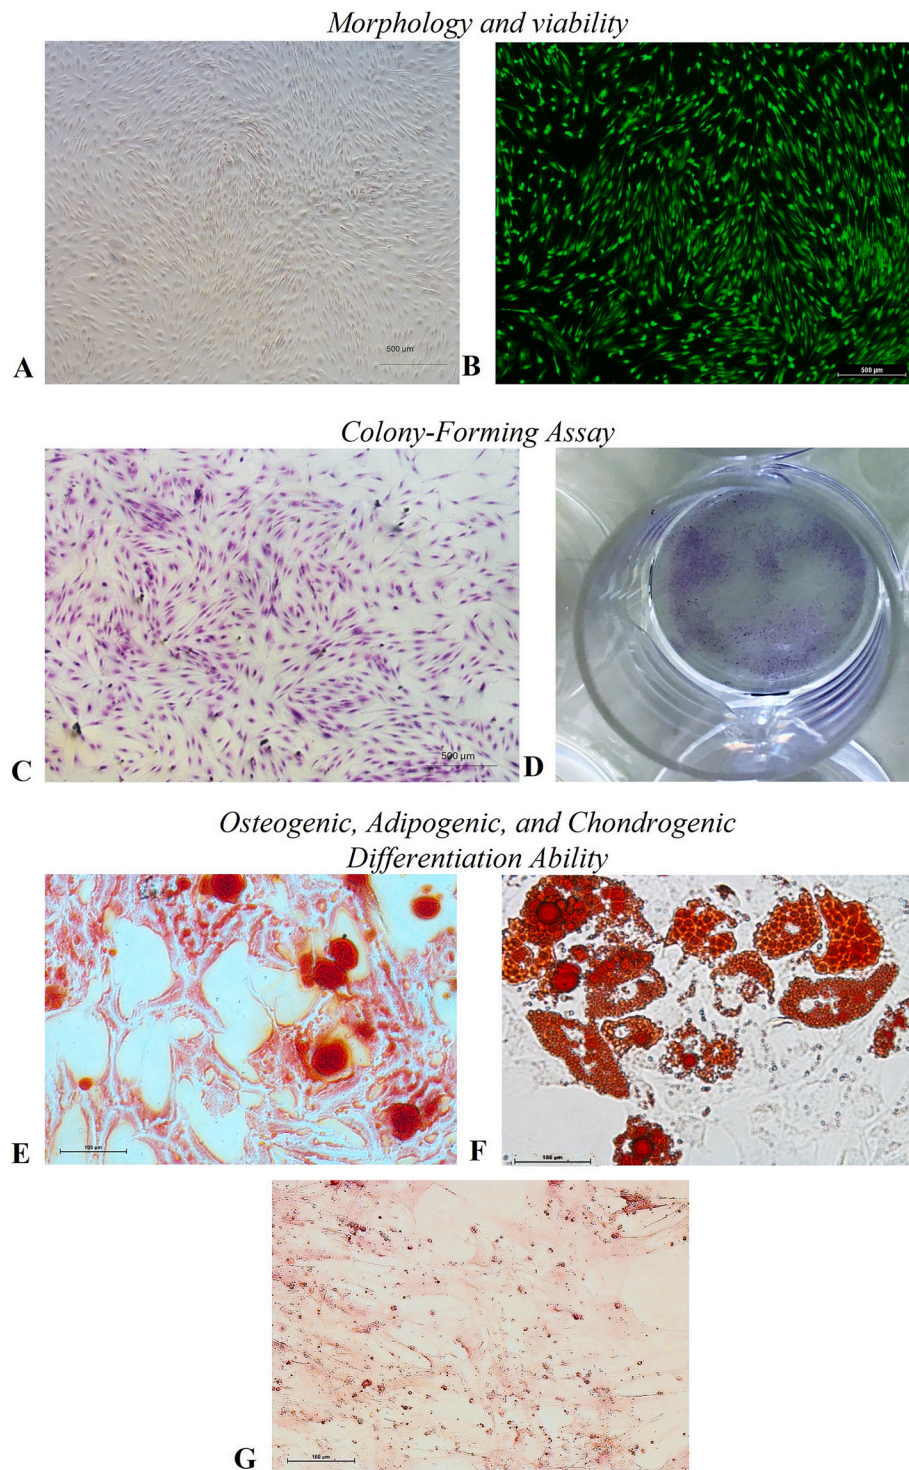 Morphology and viability
500 µm
500 µm
A
B
Colony-Forming Assay
500 µm
C
D
Osteogenic, Adipogenic, and Chondrogenic
Differentiation Ability
100 µm
100 µm
E
F
100 µm
G